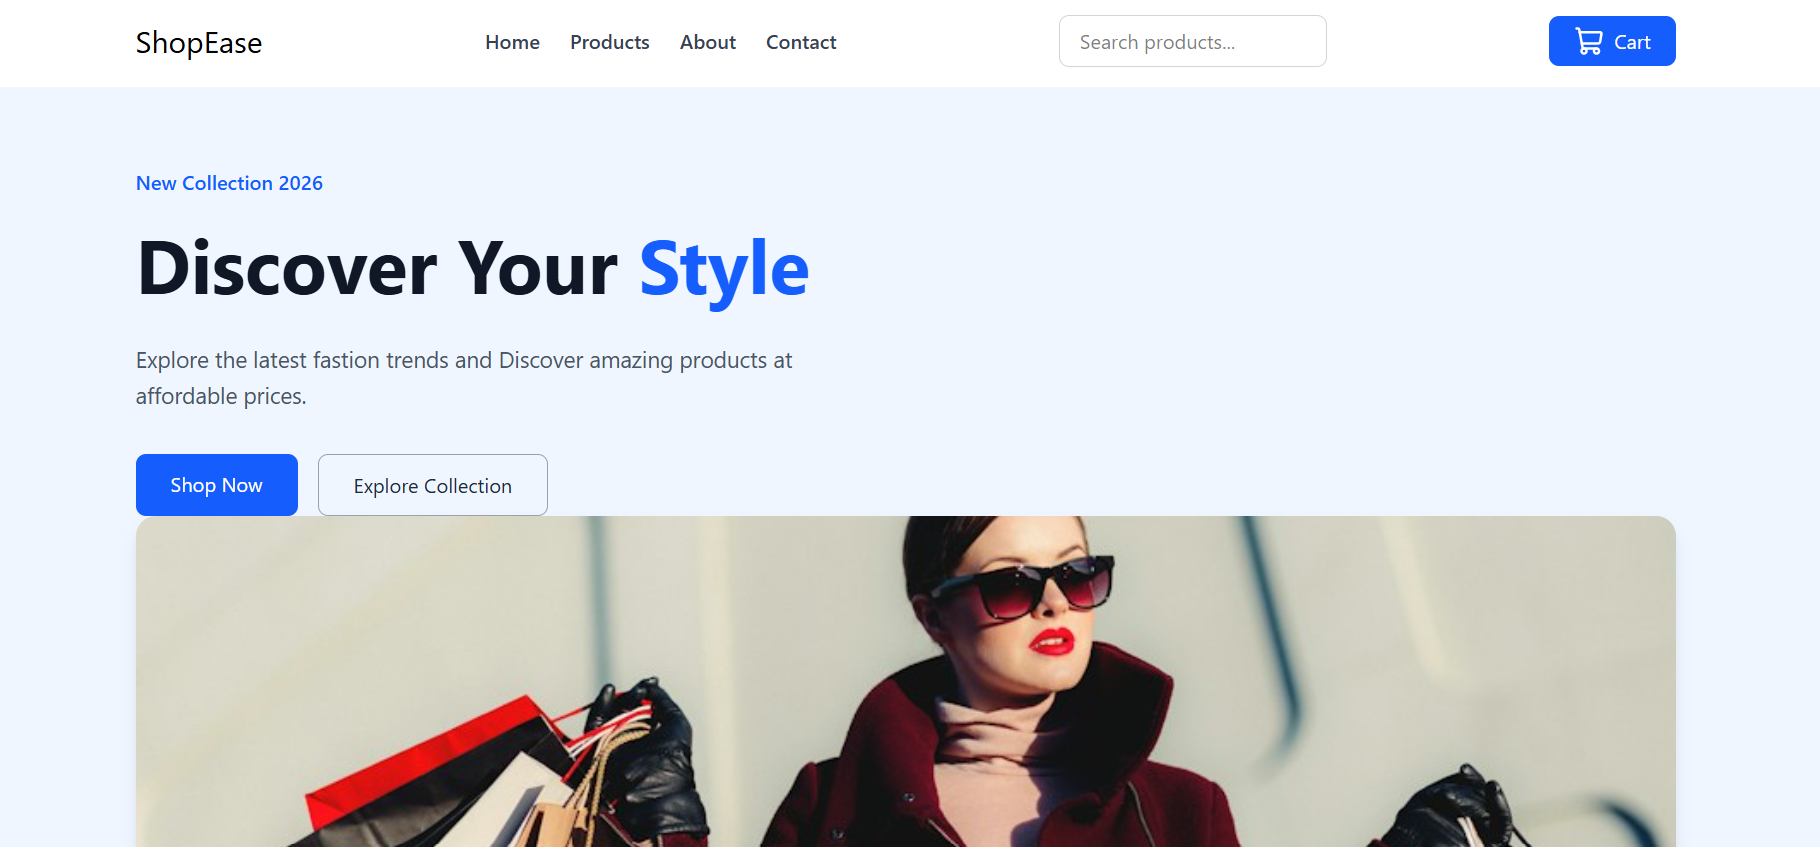 ShopEase
Home Products About Contact
Search products...
Cart
New Collection 2026
Discover Your Style
Explore the latest fastion trends and Discover amazing products at
affordable prices.
Shop Now
Explore Collection